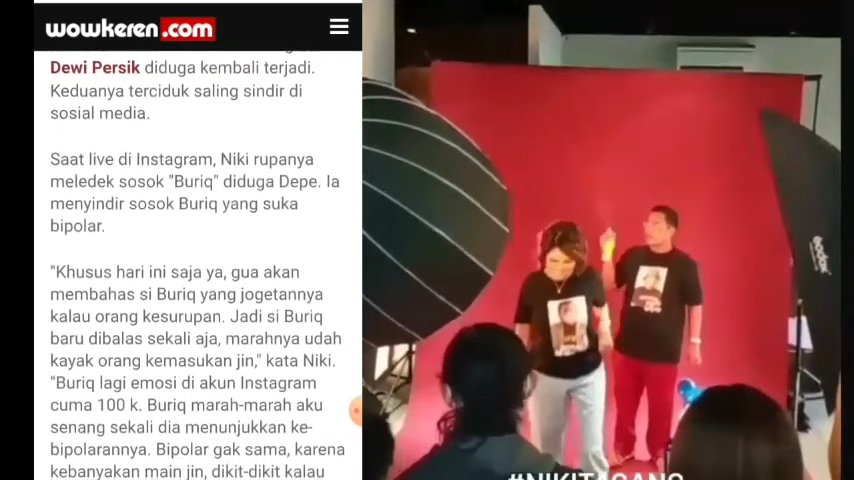 wowkeren.com
Dewi Persik diduga kembali terjadi.
Keduanya terciduk saling sindir di
sosial media.
Saat live di Instagram, Niki rupanya
meledek sosok "Buriq" diduga Depe. Ia
menyindir sosok Buriq yang suka
bipolar.
"Khusus hari ini saja ya, gua akan
membahas si Buriq yang jogetannya
kalau orang kesurupan. Jadi si Buriq
baru dibalas sekali aja, marahnya udah
kayak orang kemasukan jin," kata Niki.
"Buriq lagi emosi di akun Instagram
cuma 100 k. Buriq marah-marah aku
senang sekali dia menunjukkan ke-
bipolarannya. Bipolar gak sama, karena
kebanyakan main jin, dikit-dikit kalau
godox